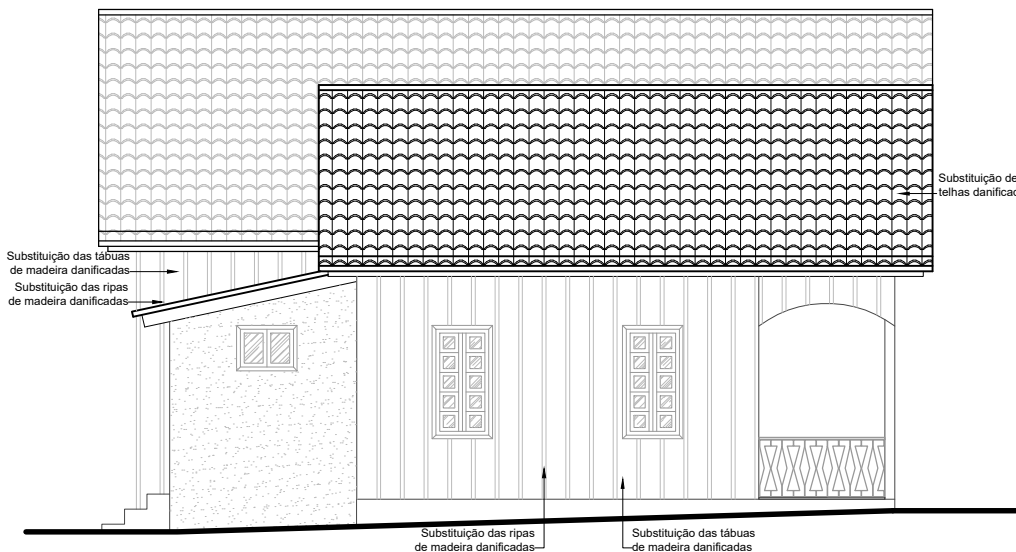 Substituição de
telhas danificad
Substituição das tábuas
de madeira danificadas
Substituição das ripas
de madeira danificadas
Substituição das ripas
de madeira danificadas
Substituição das tábuas
de madeira danificadas